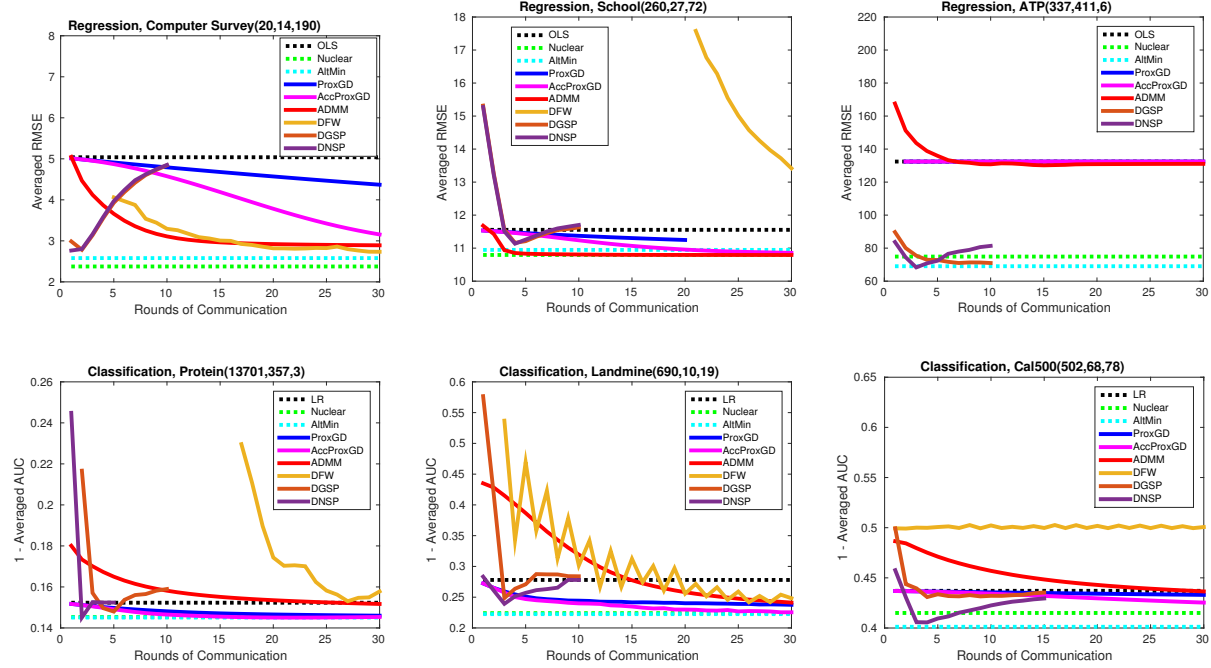 Regression, Computer Survey(20,14,190)
8
7
6
5
4
3
2
Averaged RMSE
0
5
10
15
20
25
30
Rounds of Communication
OLS
Nuclear
AltMin
ProxGD
AccProxGD
ADMM
DFW
DGSP
DNSP
Regression, School(260,27,72)
18
17
16
15
14
13
12
11
10
Averaged RMSE
0
5
10
15
20
25
30
Rounds of Communication
OLS
Nuclear
AltMin
ProxGD
AccProxGD
ADMM
DFW
DGSP
DNSP
Regression, ATP(337,411,6)
220
200
180
160
140
120
100
80
60
Averaged RMSE
0
5
10
15
20
25
30
Rounds of Communication
OLS
Nuclear
AltMin
ProxGD
AccProxGD
ADMM
DGSP
DNSP
Classification, Protein(13701,357,3)
0.26
0.24
0.22
0.2
0.18
0.16
0.14
1 - Averaged AUC
0
5
10
15
20
25
30
Rounds of Communication
LR
Nuclear
AltMin
ProxGD
AccProxGD
ADMM
DFW
DGSP
DNSP
Classification, Landmine(690,10,19)
0.6
0.55
0.5
0.45
0.4
0.35
0.3
0.25
0.2
1 - Averaged AUC
0
5
10
15
20
25
30
Rounds of Communication
LR
Nuclear
AltMin
ProxGD
AccProxGD
ADMM
DFW
DGSP
DNSP
Classification, Cal500(502,68,78)
0.65
0.6
0.55
0.5
0.45
0.4
1 - Averaged AUC
0
5
10
15
20
25
30
Rounds of Communication
LR
Nuclear
AltMin
ProxGD
AccProxGD
ADMM
DFW
DGSP
DNSP